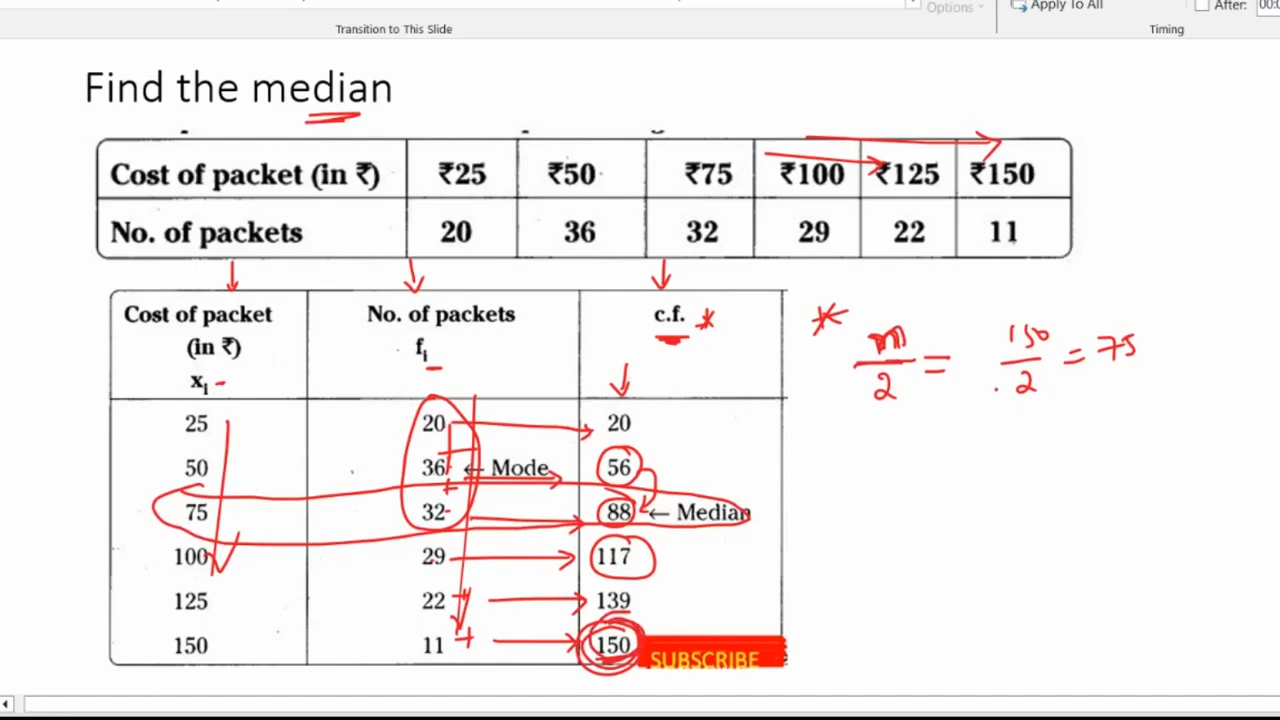 Options
Apply To All
After:
00:0
Transition to This Slide
Timing
Find the median
Cost of packet (in ₹) ₹25 ₹50 ₹75 ₹100 ₹125 ₹150
No. of packets 20 36 32 29 22 11
Cost of packet No. of packets c.f. *
(in ₹) fi
xi
* n/2 = 150/2 = 75
25 20 20
50 36 ← Mode 56
75 32 88 ← Median
100 29 117
125 22 139
150 11 150
SUBSCRIBE